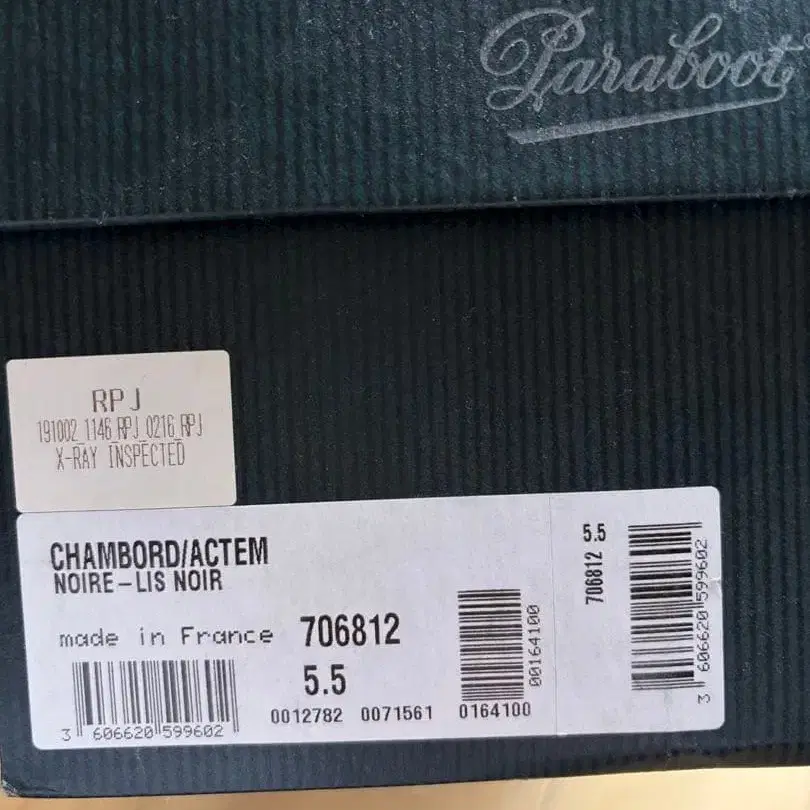 Paraboot
RPJ
191002_1146_RPJ_0216_RPJ
X-RAY INSPECTED
CHAMBORD/ACTEM
NOIRE-LIS NOIR
made in France 706812
5.5
3 606620 599602
0012782 0071561 0164100
00164100
5.5
706812
3 606620 599602